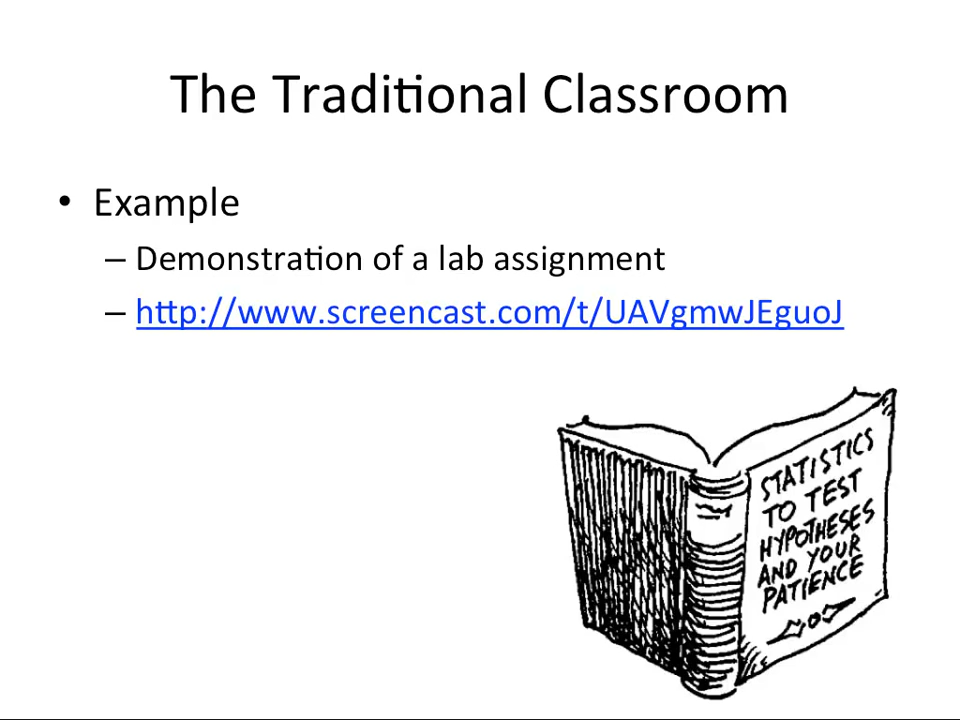 The Traditional Classroom
• Example
– Demonstration of a lab assignment
– http://www.screencast.com/t/UAVgmwJEguoJ
STATISTICS
TO TEST
HYPOTHESES
AND YOUR
PATIENCE